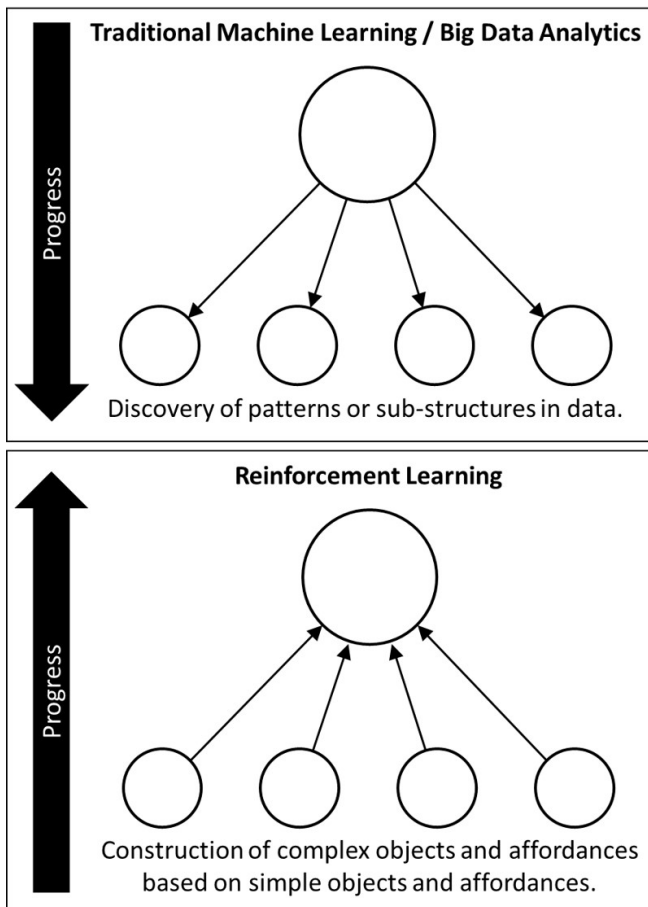 Traditional Machine Learning / Big Data Analytics
Progress
Discovery of patterns or sub-structures in data.
Reinforcement Learning
Progress
Construction of complex objects and affordances
based on simple objects and affordances.